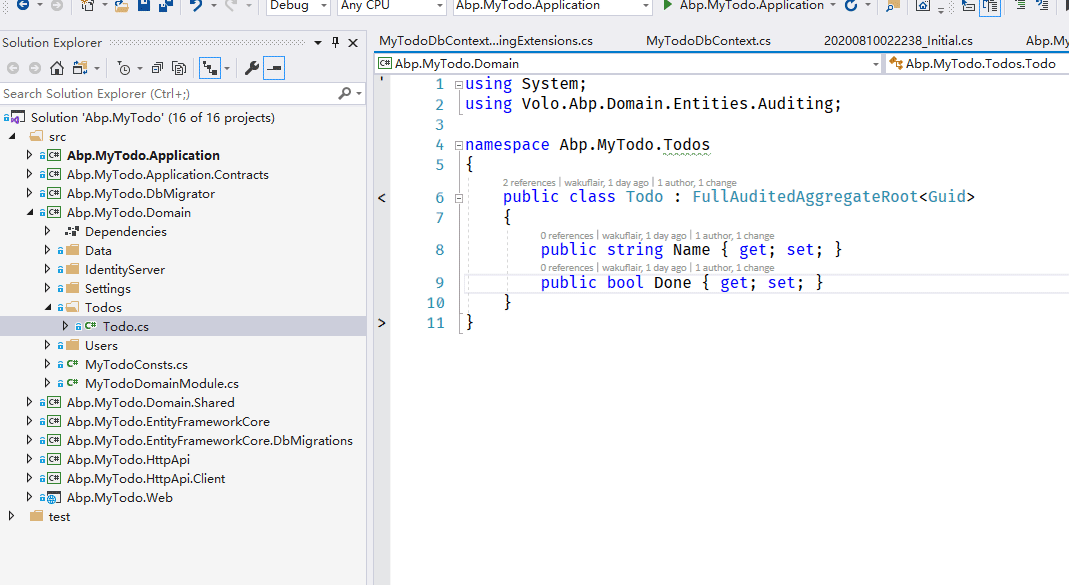 Debug
Any CPU
Abp.MyTodo.Application
Abp.MyTodo.Application
Solution Explorer
Search Solution Explorer (Ctrl+;)
Solution 'Abp.MyTodo' (16 of 16 projects)
src
C# Abp.MyTodo.Application
C# Abp.MyTodo.Application.Contracts
C# Abp.MyTodo.DbMigrator
C# Abp.MyTodo.Domain
Dependencies
Data
IdentityServer
Settings
Todos
C# Todo.cs
Users
C# MyTodoConsts.cs
C# MyTodoDomainModule.cs
C# Abp.MyTodo.Domain.Shared
C# Abp.MyTodo.EntityFrameworkCore
C# Abp.MyTodo.EntityFrameworkCore.DbMigrations
C# Abp.MyTodo.HttpApi
C# Abp.MyTodo.HttpApi.Client
Abp.MyTodo.Web
test
MyTodoDbContext...ingExtensions.cs
MyTodoDbContext.cs
20200810022238_Initial.cs
Abp.My
C# Abp.MyTodo.Domain
Abp.MyTodo.Todos.Todo
1 using System;
2 using Volo.Abp.Domain.Entities.Auditing;
3
4 namespace Abp.MyTodo.Todos
5 {
2 references | wakuflair, 1 day ago | 1 author, 1 change
6 public class Todo : FullAuditedAggregateRoot<Guid>
7 {
0 references | wakuflair, 1 day ago | 1 author, 1 change
8 public string Name { get; set; }
0 references | wakuflair, 1 day ago | 1 author, 1 change
9 public bool Done { get; set; }
10 }
11 }